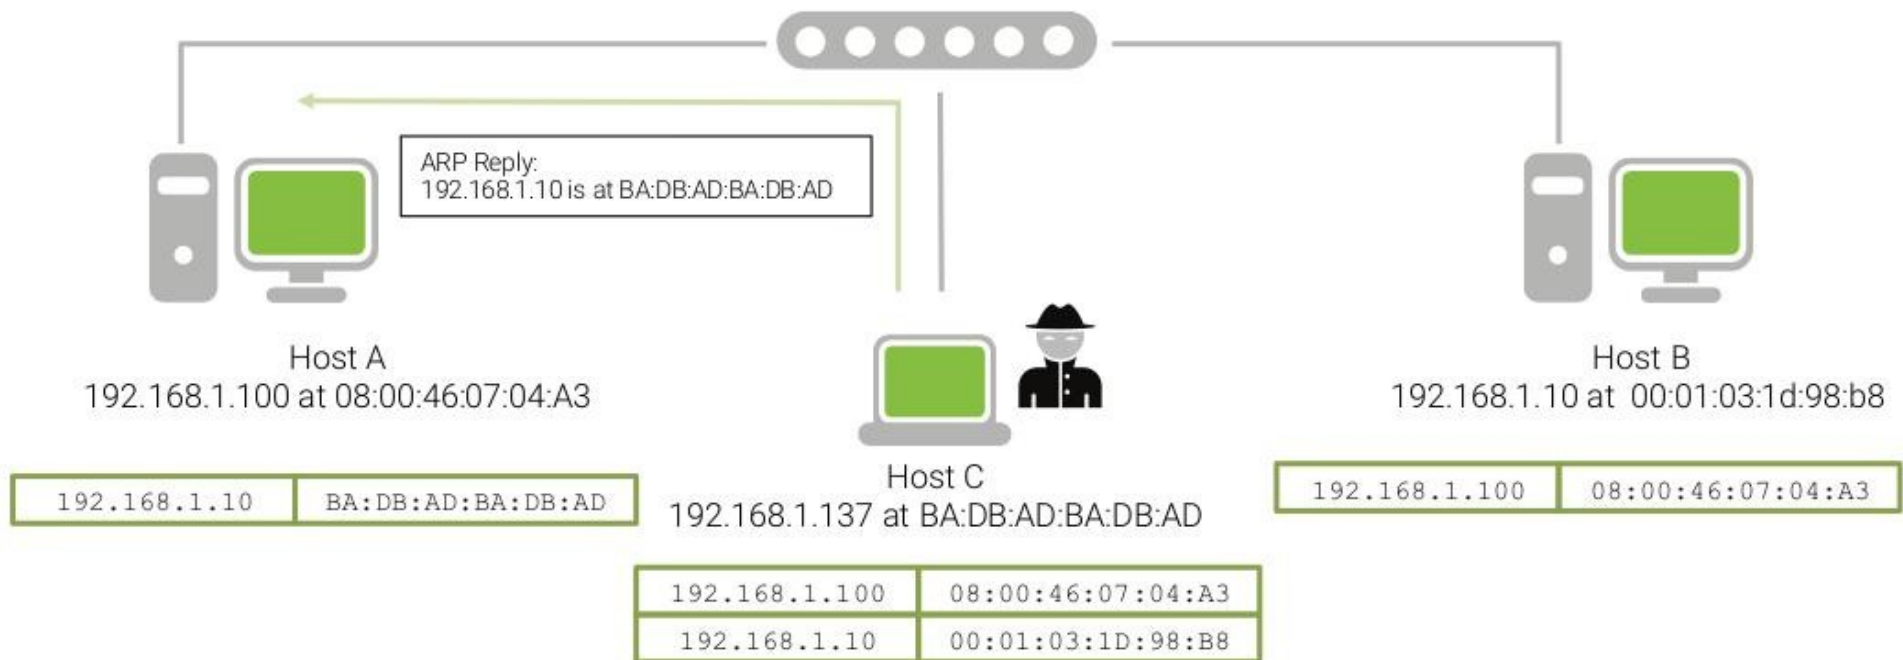 ARP Reply:
192.168.1.10 is at BA:DB:AD:BA:DB:AD
Host A
192.168.1.100 at 08:00:46:07:04:A3
192.168.1.10 BA:DB:AD:BA:DB:AD
Host C
192.168.1.137 at BA:DB:AD:BA:DB:AD
192.168.1.100 08:00:46:07:04:A3
192.168.1.10 00:01:03:1D:98:B8
Host B
192.168.1.10 at 00:01:03:1d:98:b8
192.168.1.100 08:00:46:07:04:A3